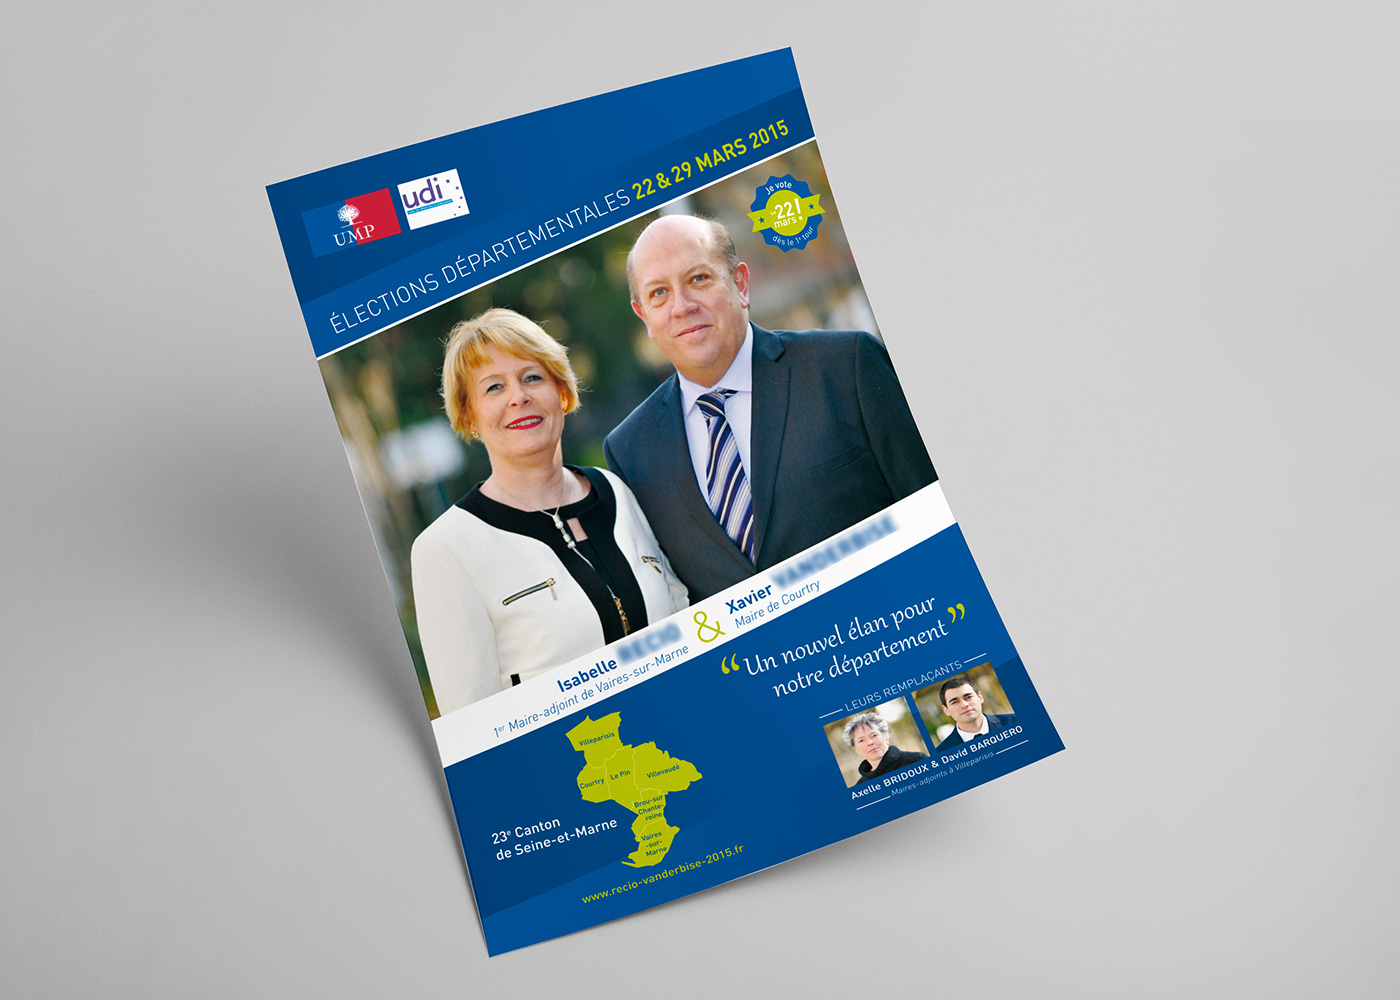 UMP
udi
ÉLECTIONS DÉPARTEMENTALES 22 & 29 MARS 2015
Je vote
Le
22
mars !
dès le 1er tour
Isabelle
1er Maire-adjoint de Vaires-sur-Marne
&
Xavier
Maire de Courtry
“Un nouvel élan pour
notre département”
LEURS REMPLAÇANTS
Axelle BRIDOUX & David BARQUERO
Maires-adjoints à Villeparisis
Villeparisis
Courtry
Le Pin
Villevaudé
Brou-sur
Chante-
reine
Vaires
-sur-
Marne
23e Canton
de Seine-et-Marne
www.recio-vanderbise-2015.fr